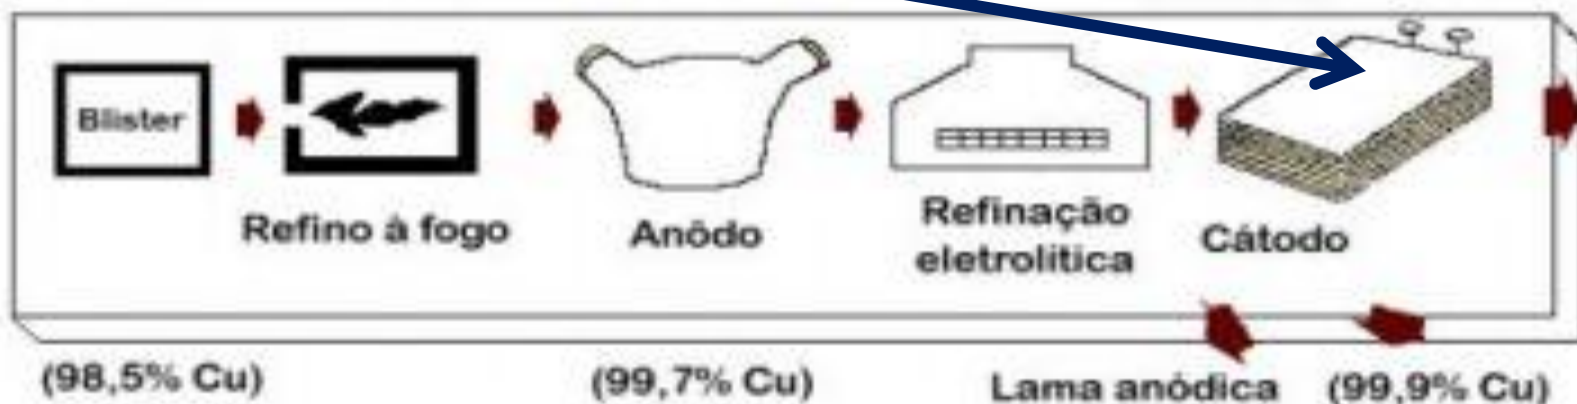 Blister
Refino à fogo
Anôdo
Refinação
eletrolítica
Cátodo
(98,5% Cu)
(99,7% Cu)
Lama anódica
(99,9% Cu)